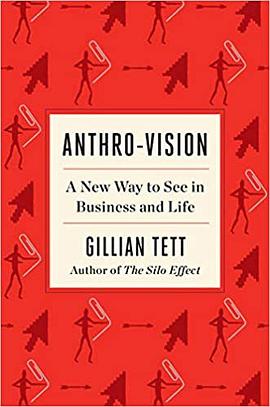 ANTHRO-VISION
A New Way to See in
Business and Life
GILLIAN TETT
Author of The Silo Effect